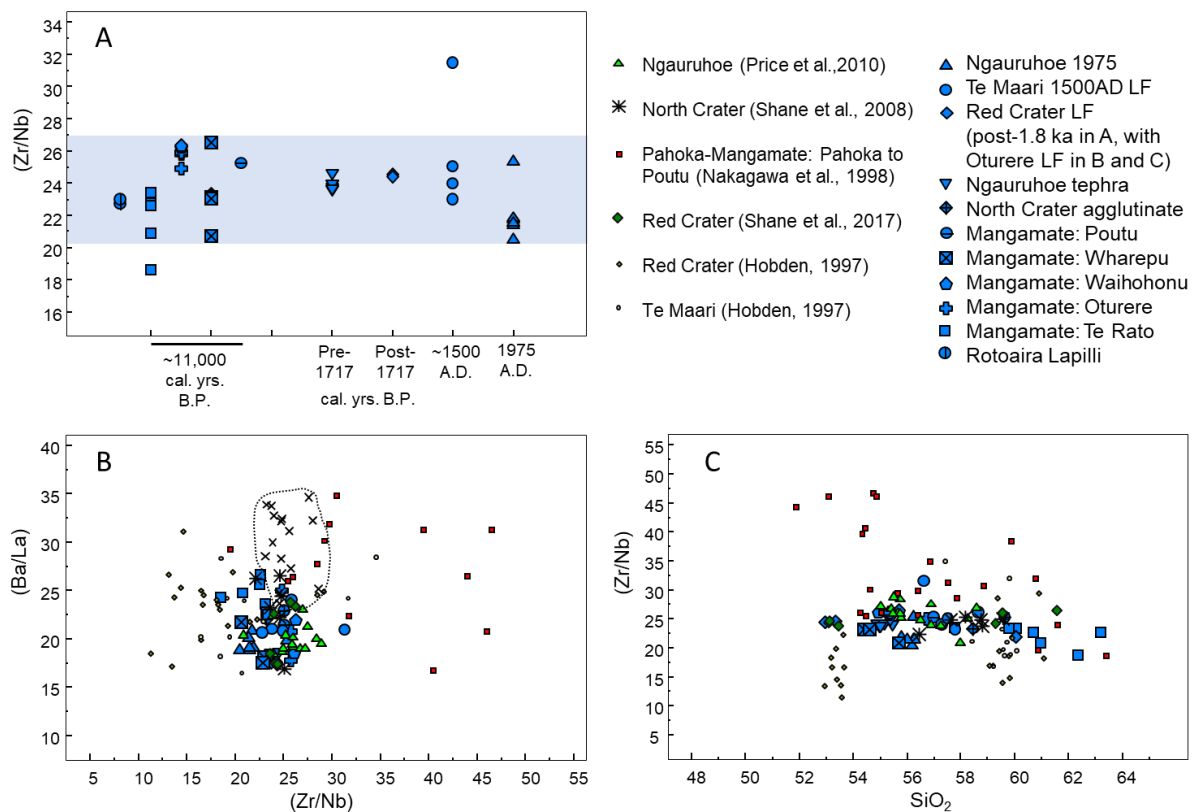 A
(Zr/Nb)
34
32
30
28
26
24
22
20
18
16
~11,000
cal. yrs.
B.P.
Pre-
1717
Post-
1717
cal. yrs. B.P.
~1500
A.D.
1975
A.D.
Ngauruhoe (Price et al.,2010)
North Crater (Shane et al., 2008)
Pahoka-Mangamate: Pahoka to
Poutu (Nakagawa et al., 1998)
Red Crater (Shane et al., 2017)
Red Crater (Hobden, 1997)
Te Maari (Hobden, 1997)
Ngauruhoe 1975
Te Maari 1500AD LF
Red Crater LF
(post-1.8 ka in A, with
Oturere LF in B and C)
Ngauruhoe tephra
North Crater agglutinate
Mangamate: Poutu
Mangamate: Wharepu
Mangamate: Waihohonu
Mangamate: Oturere
Mangamate: Te Rato
Rotoaira Lapilli
B
(Ba/La)
40
35
30
25
20
15
10
5 10 15 20 25 30 35 40 45 50 55
(Zr/Nb)
C
(Zr/Nb)
55
50
45
40
35
30
25
20
15
10
5
48 50 52 54 56 58 60 62 64
SiO₂